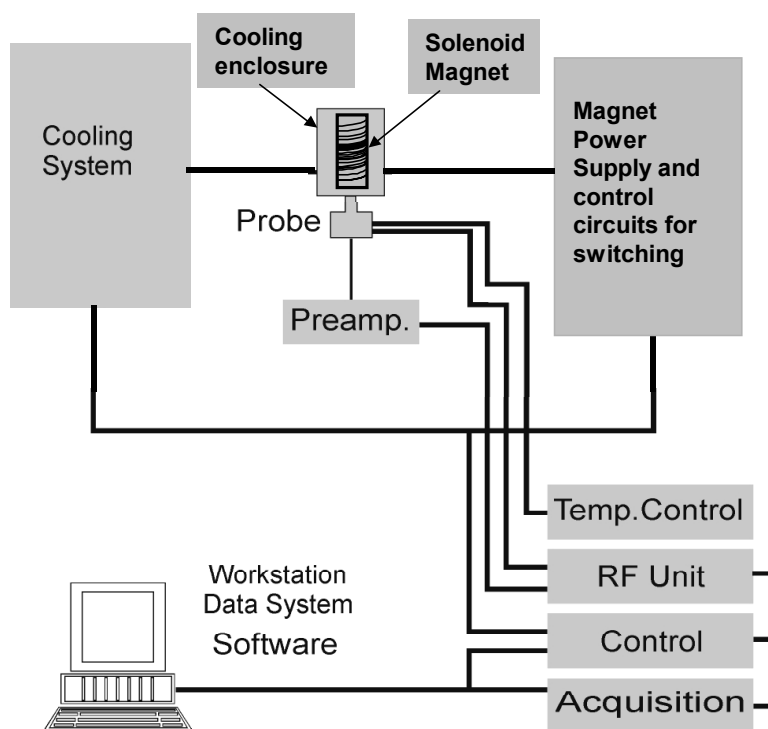 Cooling
enclosure
Solenoid
Magnet
Cooling
System
Magnet
Power
Supply and
control
circuits for
switching
Probe
Preamp.
Temp.Control
RF Unit
Workstation
Data System
Software
Control
Acquisition